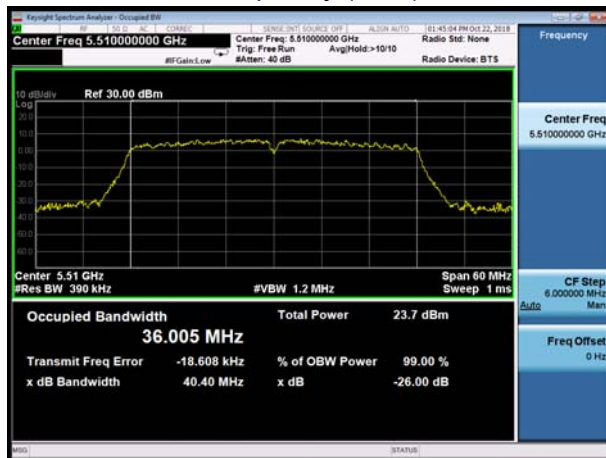 Keysight Spectrum Analyzer - Occupied BW
RF 50 Ω AC CORREC SENSE:INT SOURCE OFF ALIGN AUTO 01:45:04 PM Oct 22, 2018
Center Freq 5.510000000 GHz
Center Freq: 5.510000000 GHz Radio Std: None
Trig: Free Run Avg|Hold:>10/10
#IFGain:Low #Atten: 40 dB Radio Device: BTS
Frequency
10 dB/div Ref 30.00 dBm
Log
20.0
10.0
0.00
-10.0
-20.0
-30.0
-40.0
-50.0
-60.0
Center 5.51 GHz Span 60 MHz
#Res BW 390 kHz #VBW 1.2 MHz Sweep 1 ms
Occupied Bandwidth Total Power 23.7 dBm
36.005 MHz
Transmit Freq Error -18.608 kHz % of OBW Power 99.00 %
x dB Bandwidth 40.40 MHz x dB -26.00 dB
Center Freq
5.510000000 GHz
CF Step
6.000000 MHz
Auto Man
Freq Offset
0 Hz
MSG STATUS